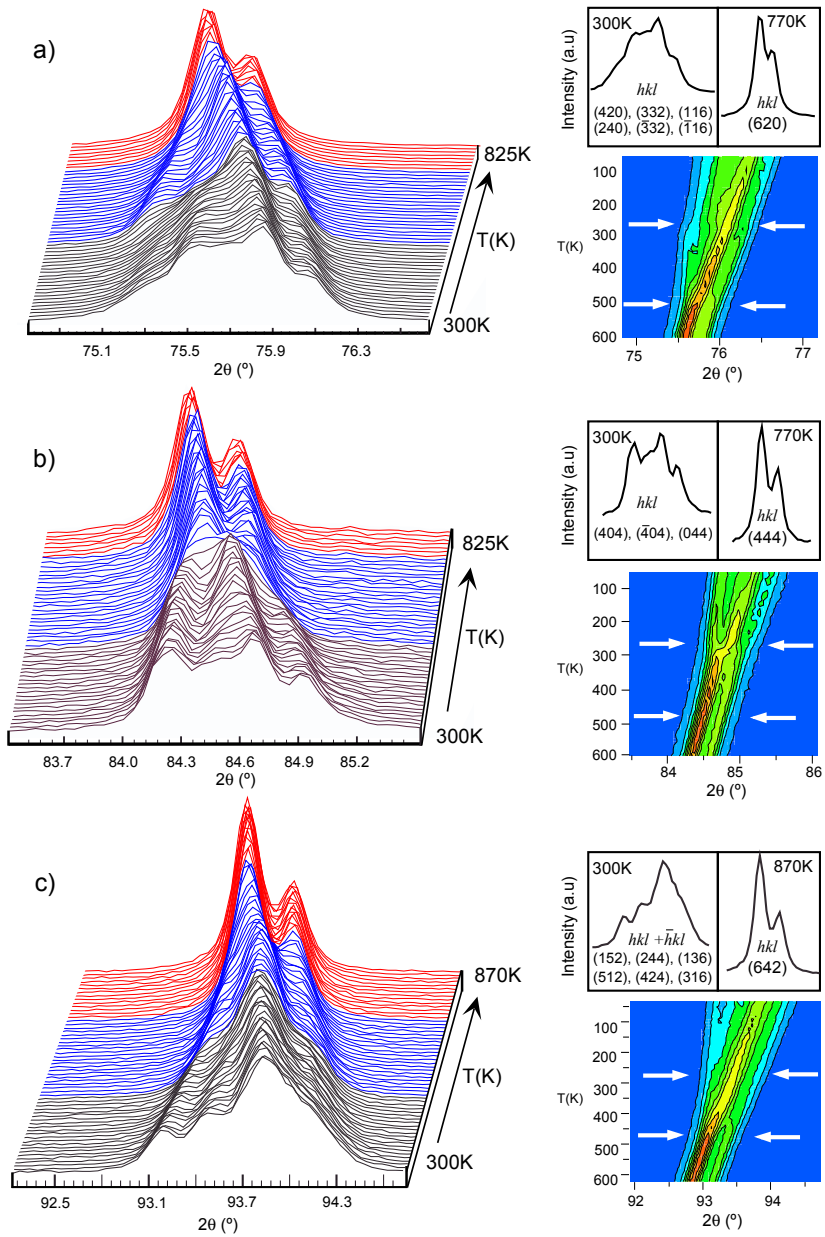 a)
825K
T(K)
300K
75.1 75.5 75.9 76.3
2θ (º)
Intensity (a.u)
300K
hkl
(420), (332), (116)
(240), (3̄32), (1̄16)
770K
hkl
(620)
100
200
300
T(K)
400
500
600
75 76 77
2θ (º)
b)
825K
T(K)
300K
83.7 84.0 84.3 84.6 84.9 85.2
2θ (º)
Intensity (a.u)
300K
hkl
(404), (4̄04), (044)
770K
hkl
(444)
100
200
300
T(K)
400
500
600
84 85 86
2θ (º)
c)
870K
T(K)
300K
92.5 93.1 93.7 94.3
2θ (º)
Intensity (a.u)
300K
hkl + h̄kl
(152), (244), (136)
(512), (424), (316)
870K
hkl
(642)
100
200
300
T(K)
400
500
600
92 93 94
2θ (º)